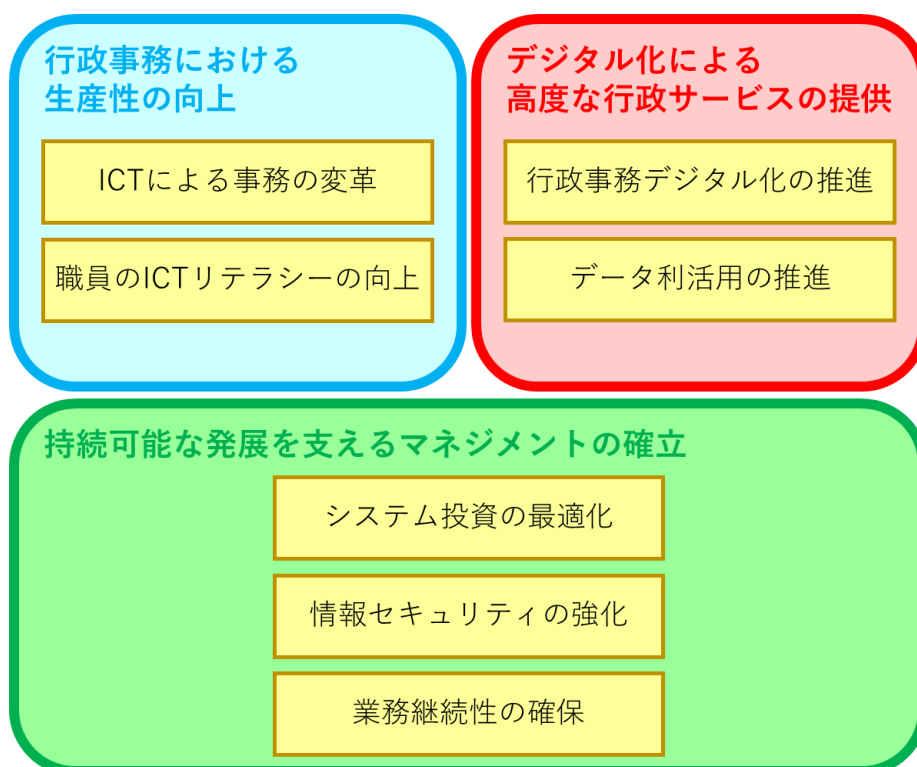 行政事務における
生産性の向上
ICTによる事務の変革
職員のICTリテラシーの向上
デジタル化による
高度な行政サービスの提供
行政事務デジタル化の推進
データ利活用の推進
持続可能な発展を支えるマネジメントの確立
システム投資の最適化
情報セキュリティの強化
業務継続性の確保